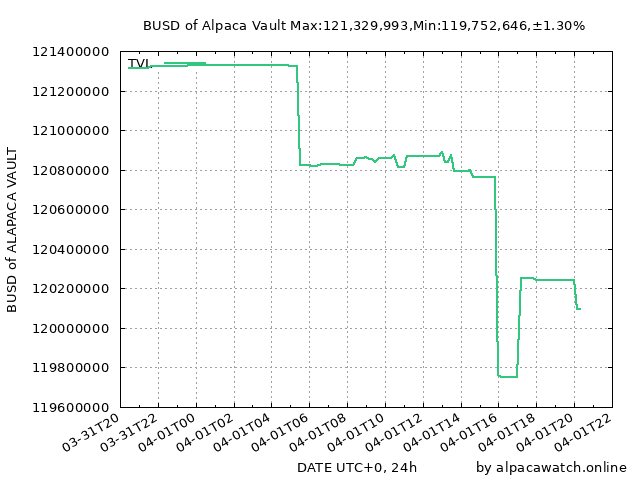 BUSD of Alpaca Vault Max:121,329,993,Min:119,752,646,±1.30%
TVL
121400000
121200000
121000000
120800000
120600000
120400000
120200000
120000000
119800000
119600000
BUSD of ALAPACA VAULT
03-31T20
03-31T22
04-01T00
04-01T02
04-01T04
04-01T06
04-01T08
04-01T10
04-01T12
04-01T14
04-01T16
04-01T18
04-01T20
04-01T22
DATE UTC+0, 24h
by alpacawatch.online